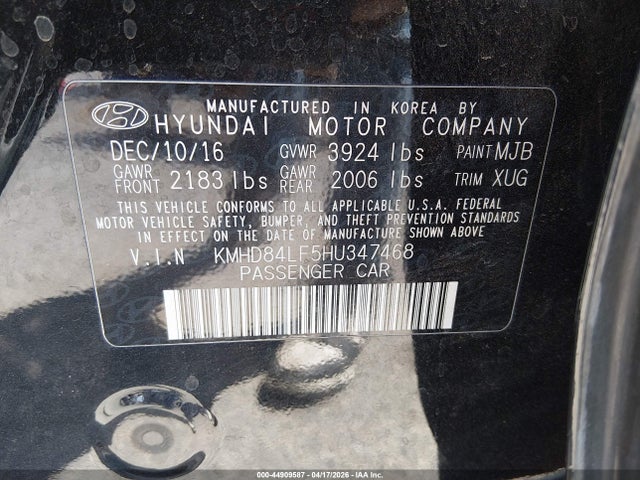 MANUFACTURED IN KOREA BY
HYUNDAI MOTOR COMPANY
DEC/10/16 GVWR 3924 lbs PAINT MJB
GAWR FRONT 2183 lbs GAWR REAR 2006 lbs TRIM XUG
THIS VEHICLE CONFORMS TO ALL APPLICABLE U.S.A. FEDERAL
MOTOR VEHICLE SAFETY, BUMPER, AND THEFT PREVENTION STANDARDS
IN EFFECT ON THE DATE OF MANUFACTURE SHOWN ABOVE.
V.I.N KMHD84LF5HU347468
PASSENGER CAR
000-44909587 - 04/17/2026 - IAA Inc.